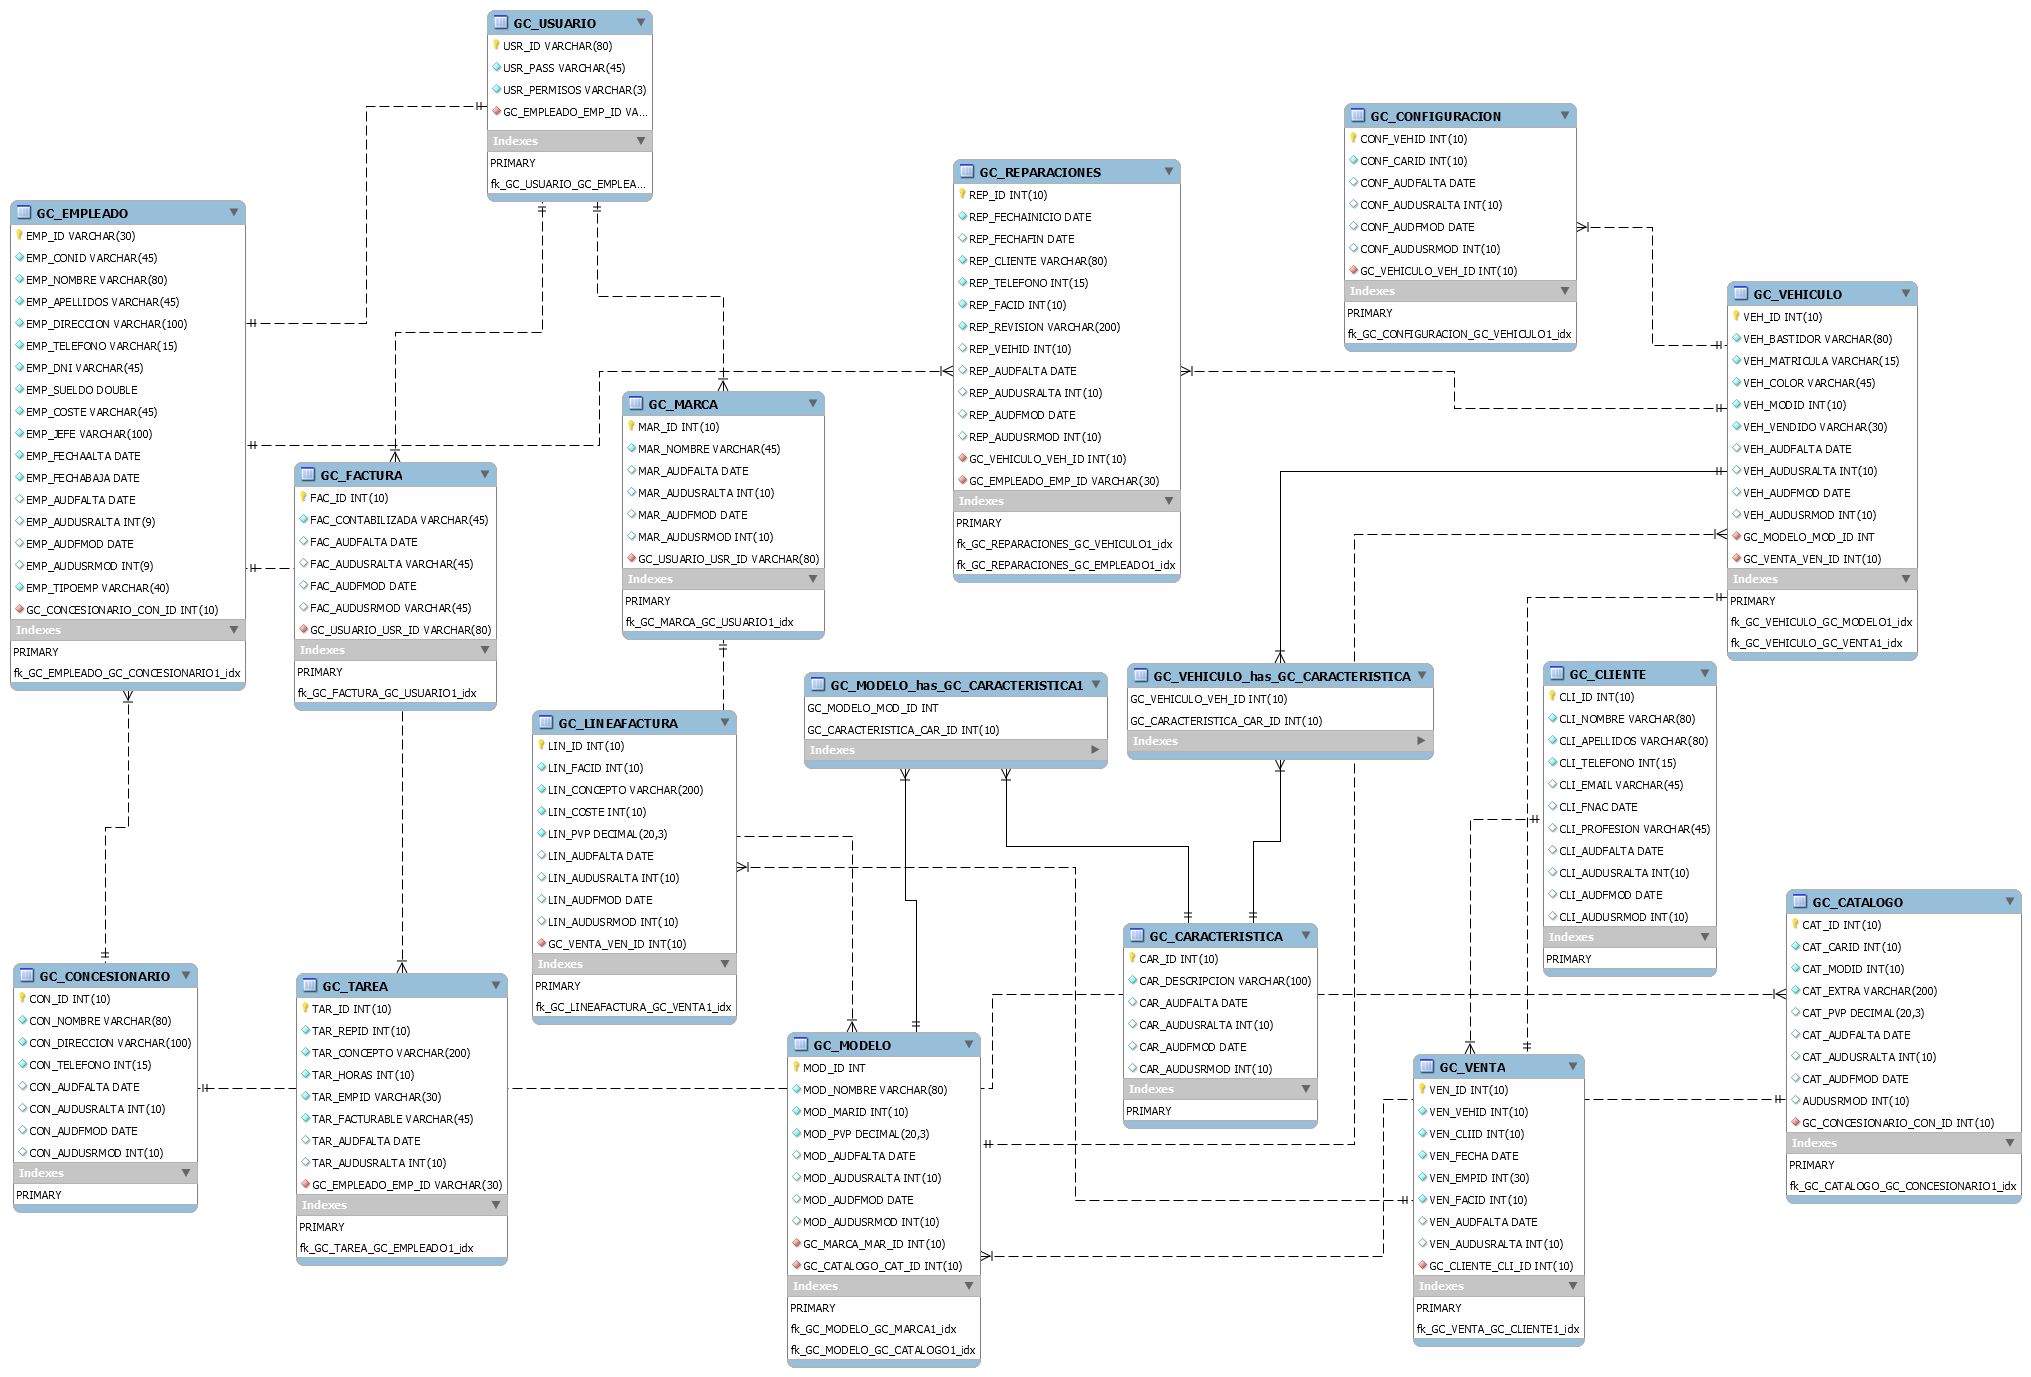 GC_USUARIO
USR_ID VARCHAR(80)
USR_PASS VARCHAR(45)
USR_PERMISOS VARCHAR(3)
GC_EMPLEADO_EMP_ID VA...
Indexes
PRIMARY
fk_GC_USUARIO_GC_EMPLEA...
GC_CONFIGURACION
CONF_VEHID INT(10)
CONF_CARID INT(10)
CONF_AUDFALTA DATE
CONF_AUDUSRALTA INT(10)
CONF_AUDFMOD DATE
CONF_AUDUSRMOD INT(10)
GC_VEHICULO_VEH_ID INT(10)
Indexes
PRIMARY
fk_GC_CONFIGURACION_GC_VEHICULO1_idx
GC_REPARACIONES
REP_ID INT(10)
REP_FECHAINICIO DATE
REP_FECHAFIN DATE
REP_CLIENTE VARCHAR(80)
REP_TELEFONO INT(15)
REP_FACID INT(10)
REP_REVISION VARCHAR(200)
REP_VEIHID INT(10)
REP_AUDFALTA DATE
REP_AUDUSRALTA INT(10)
REP_AUDFMOD DATE
REP_AUDUSRMOD INT(10)
GC_VEHICULO_VEH_ID INT(10)
GC_EMPLEADO_EMP_ID VARCHAR(30)
Indexes
PRIMARY
fk_GC_REPARACIONES_GC_VEHICULO1_idx
fk_GC_REPARACIONES_GC_EMPLEADO1_idx
GC_EMPLEADO
EMP_ID VARCHAR(30)
EMP_CONID VARCHAR(45)
EMP_NOMBRE VARCHAR(80)
EMP_APELLIDOS VARCHAR(45)
EMP_DIRECCION VARCHAR(100)
EMP_TELEFONO VARCHAR(15)
EMP_DNI VARCHAR(45)
EMP_SUELDO DOUBLE
EMP_COSTE VARCHAR(45)
EMP_JEFE VARCHAR(100)
EMP_FECHAALTA DATE
EMP_FECHABAJA DATE
EMP_AUDFALTA DATE
EMP_AUDUSRALTA INT(9)
EMP_AUDFMOD DATE
EMP_AUDUSRMOD INT(9)
EMP_TIPOEMP VARCHAR(40)
GC_CONCESIONARIO_CON_ID INT(10)
Indexes
PRIMARY
fk_GC_EMPLEADO_GC_CONCESIONARIO1_idx
GC_VEHICULO
VEH_ID INT(10)
VEH_BASTIDOR VARCHAR(80)
VEH_MATRICULA VARCHAR(15)
VEH_COLOR VARCHAR(45)
VEH_MODID INT(10)
VEH_VENDIDO VARCHAR(30)
VEH_AUDFALTA DATE
VEH_AUDUSRALTA INT(10)
VEH_AUDFMOD DATE
VEH_AUDUSRMOD INT(10)
GC_MODELO_MOD_ID INT
GC_VENTA_VEN_ID INT(10)
Indexes
PRIMARY
fk_GC_VEHICULO_GC_MODELO1_idx
fk_GC_VEHICULO_GC_VENTA1_idx
GC_MARCA
MAR_ID INT(10)
MAR_NOMBRE VARCHAR(45)
MAR_AUDFALTA DATE
MAR_AUDUSRALTA INT(10)
MAR_AUDFMOD DATE
MAR_AUDUSRMOD INT(10)
GC_USUARIO_USR_ID VARCHAR(80)
Indexes
PRIMARY
fk_GC_MARCA_GC_USUARIO1_idx
GC_FACTURA
FAC_ID INT(10)
FAC_CONTABILIZADA VARCHAR(45)
FAC_AUDFALTA DATE
FAC_AUDUSRALTA VARCHAR(45)
FAC_AUDFMOD DATE
FAC_AUDUSRMOD VARCHAR(45)
GC_USUARIO_USR_ID VARCHAR(80)
Indexes
PRIMARY
fk_GC_FACTURA_GC_USUARIO1_idx
GC_MODELO_has_GC_CARACTERISTICA1
GC_MODELO_MOD_ID INT
GC_CARACTERISTICA_CAR_ID INT(10)
Indexes
GC_VEHICULO_has_GC_CARACTERISTICA
GC_VEHICULO_VEH_ID INT(10)
GC_CARACTERISTICA_CAR_ID INT(10)
Indexes
GC_CLIENTE
CLI_ID INT(10)
CLI_NOMBRE VARCHAR(80)
CLI_APELLIDOS VARCHAR(80)
CLI_TELEFONO INT(15)
CLI_EMAIL VARCHAR(45)
CLI_FNAC DATE
CLI_PROFESION VARCHAR(45)
CLI_AUDFALTA DATE
CLI_AUDUSRALTA INT(10)
CLI_AUDFMOD DATE
CLI_AUDUSRMOD INT(10)
Indexes
PRIMARY
GC_LINEAFACTURA
LIN_ID INT(10)
LIN_FACID INT(10)
LIN_CONCEPTO VARCHAR(200)
LIN_COSTE INT(10)
LIN_PVP DECIMAL(20,3)
LIN_AUDFALTA DATE
LIN_AUDUSRALTA INT(10)
LIN_AUDFMOD DATE
LIN_AUDUSRMOD INT(10)
GC_VENTA_VEN_ID INT(10)
Indexes
PRIMARY
fk_GC_LINEAFACTURA_GC_VENTA1_idx
GC_CATALOGO
CAT_ID INT(10)
CAT_CARID INT(10)
CAT_MODID INT(10)
CAT_EXTRA VARCHAR(200)
CAT_PVP DECIMAL(20,3)
CAT_AUDFALTA DATE
CAT_AUDUSRALTA INT(10)
CAT_AUDFMOD DATE
AUDUSRMOD INT(10)
GC_CONCESIONARIO_CON_ID INT(10)
Indexes
PRIMARY
fk_GC_CATALOGO_GC_CONCESIONARIO1_idx
GC_CARACTERISTICA
CAR_ID INT(10)
CAR_DESCRIPCION VARCHAR(100)
CAR_AUDFALTA DATE
CAR_AUDUSRALTA INT(10)
CAR_AUDFMOD DATE
CAR_AUDUSRMOD INT(10)
Indexes
PRIMARY
GC_CONCESIONARIO
CON_ID INT(10)
CON_NOMBRE VARCHAR(80)
CON_DIRECCION VARCHAR(100)
CON_TELEFONO INT(15)
CON_AUDFALTA DATE
CON_AUDUSRALTA INT(10)
CON_AUDFMOD DATE
CON_AUDUSRMOD INT(10)
Indexes
PRIMARY
GC_TAREA
TAR_ID INT(10)
TAR_REPID INT(10)
TAR_CONCEPTO VARCHAR(200)
TAR_HORAS INT(10)
TAR_EMPID VARCHAR(30)
TAR_FACTURABLE VARCHAR(45)
TAR_AUDFALTA DATE
TAR_AUDUSRALTA INT(10)
GC_EMPLEADO_EMP_ID VARCHAR(30)
Indexes
PRIMARY
fk_GC_TAREA_GC_EMPLEADO1_idx
GC_MODELO
MOD_ID INT
MOD_NOMBRE VARCHAR(80)
MOD_MARID INT(10)
MOD_PVP DECIMAL(20,3)
MOD_AUDFALTA DATE
MOD_AUDUSRALTA INT(10)
MOD_AUDFMOD DATE
MOD_AUDUSRMOD INT(10)
GC_MARCA_MAR_ID INT(10)
GC_CATALOGO_CAT_ID INT(10)
Indexes
PRIMARY
fk_GC_MODELO_GC_MARCA1_idx
fk_GC_MODELO_GC_CATALOGO1_idx
GC_VENTA
VEN_ID INT(10)
VEN_VEHID INT(10)
VEN_CLIID INT(10)
VEN_FECHA DATE
VEN_EMPID INT(30)
VEN_FACID INT(10)
VEN_AUDFALTA DATE
VEN_AUDUSRALTA INT(10)
GC_CLIENTE_CLI_ID INT(10)
Indexes
PRIMARY
fk_GC_VENTA_GC_CLIENTE1_idx